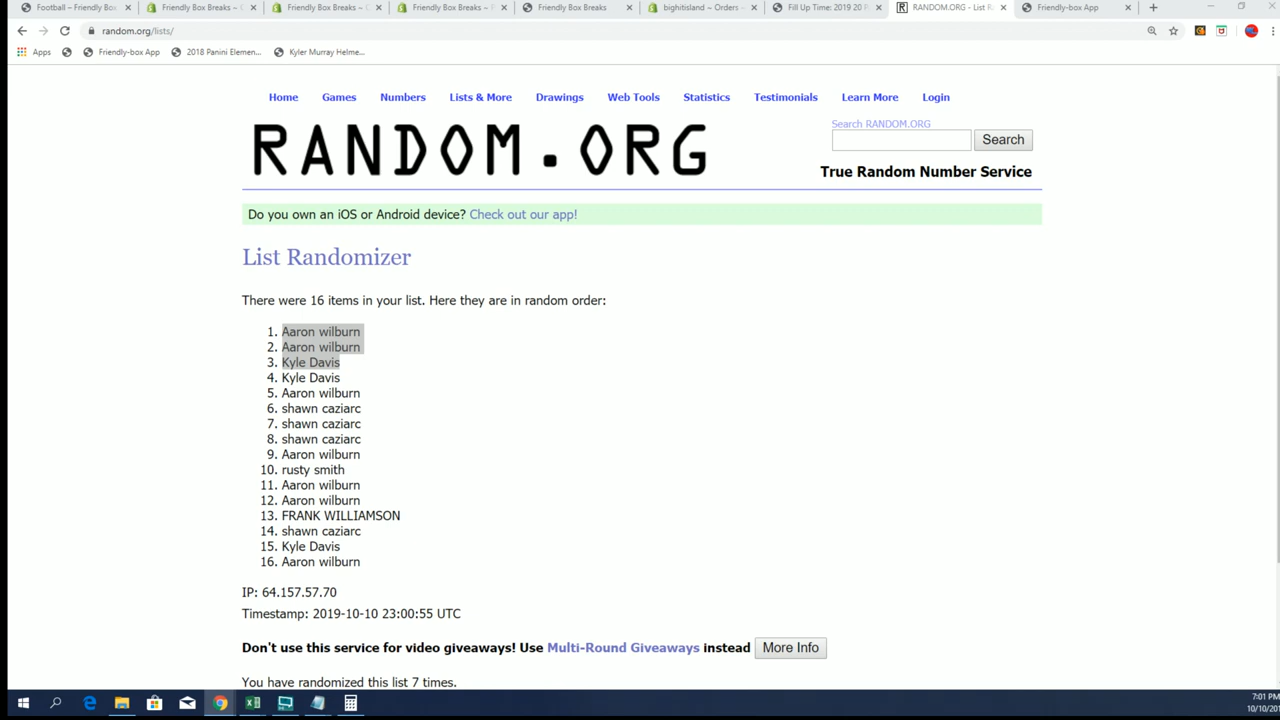 Football – Friendly Box
Friendly Box Breaks ~
Friendly Box Breaks ~
Friendly Box Breaks ~
Friendly Box Breaks
bighitisland ~ Orders ~
Fill Up Time: 2019 20
RANDOM.ORG - List
Friendly-box App
random.org/lists/
Apps
Friendly-box App
2018 Panini Elemen...
Kyler Murray Helme...
Home
Games
Numbers
Lists & More
Drawings
Web Tools
Statistics
Testimonials
Learn More
Login
Search RANDOM.ORG
RANDOM.ORG
Search
True Random Number Service
Do you own an iOS or Android device? Check out our app!
List Randomizer
There were 16 items in your list. Here they are in random order:
1. Aaron wilburn
2. Aaron wilburn
3. Kyle Davis
4. Kyle Davis
5. Aaron wilburn
6. shawn caziarc
7. shawn caziarc
8. shawn caziarc
9. Aaron wilburn
10. rusty smith
11. Aaron wilburn
12. Aaron wilburn
13. FRANK WILLIAMSON
14. shawn caziarc
15. Kyle Davis
16. Aaron wilburn
IP: 64.157.57.70
Timestamp: 2019-10-10 23:00:55 UTC
Don't use this service for video giveaways! Use Multi-Round Giveaways instead
More Info
You have randomized this list 7 times.
7:01 PM
10/10/20